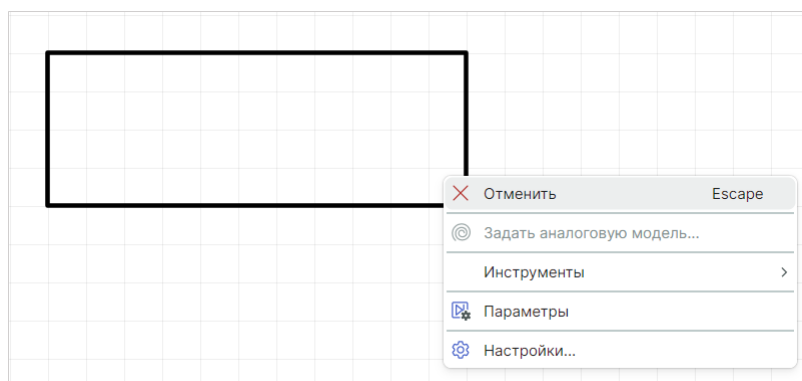 Отменить Escape
Задать аналоговую модель...
Инструменты
Параметры
Настройки...